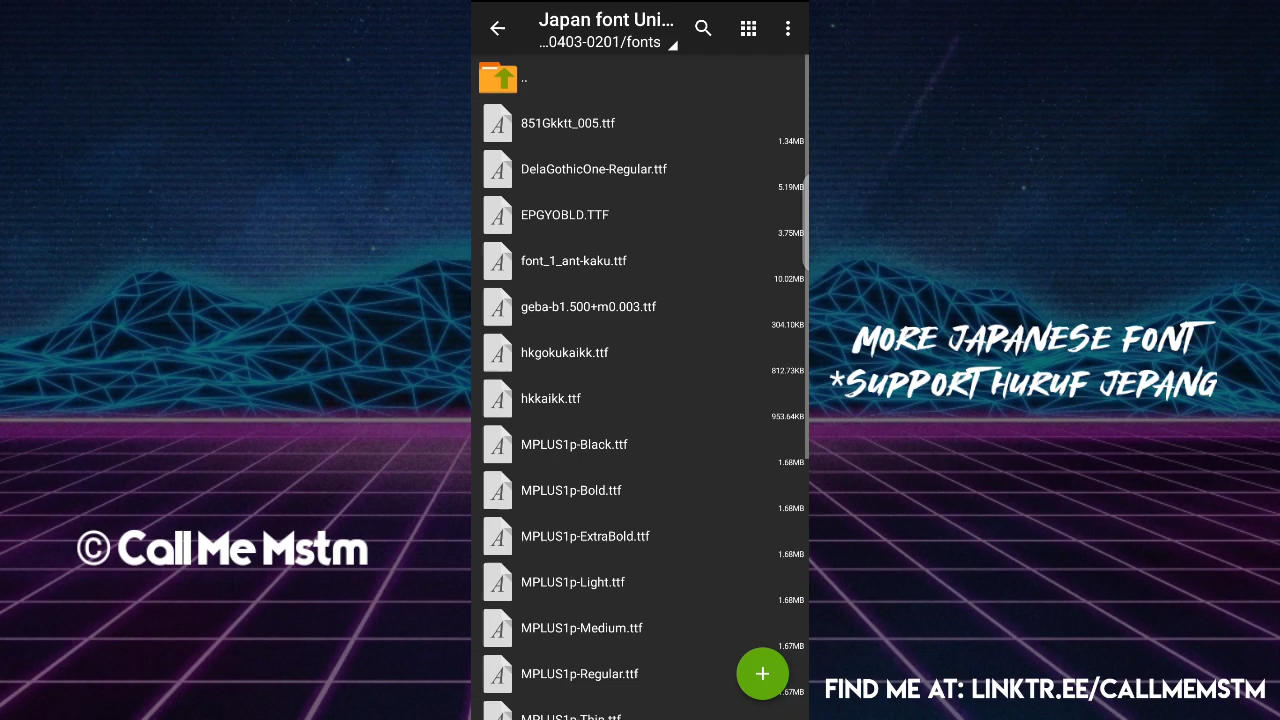 Japan font Uni...
...0403-0201/fonts
..
851Gkktt_005.ttf
1.34MB
DelaGothicOne-Regular.ttf
5.19MB
EPGYOBLD.TTF
3.75MB
font_1_ant-kaku.ttf
10.02MB
geba-b1.500+m0.003.ttf
304.10KB
hkgokukaikk.ttf
812.73KB
hkkaikk.ttf
953.64KB
MPLUS1p-Black.ttf
1.68MB
MPLUS1p-Bold.ttf
1.68MB
MPLUS1p-ExtraBold.ttf
1.68MB
MPLUS1p-Light.ttf
1.68MB
MPLUS1p-Medium.ttf
1.67MB
MPLUS1p-Regular.ttf
.67MB
MPLUS1p-Thin.ttf
MORE JAPANESE FONT
*SUPPORT HURUF JEPANG
© Call Me Mstm
FIND ME AT: LINKTR.EE/CALLMEMSTM